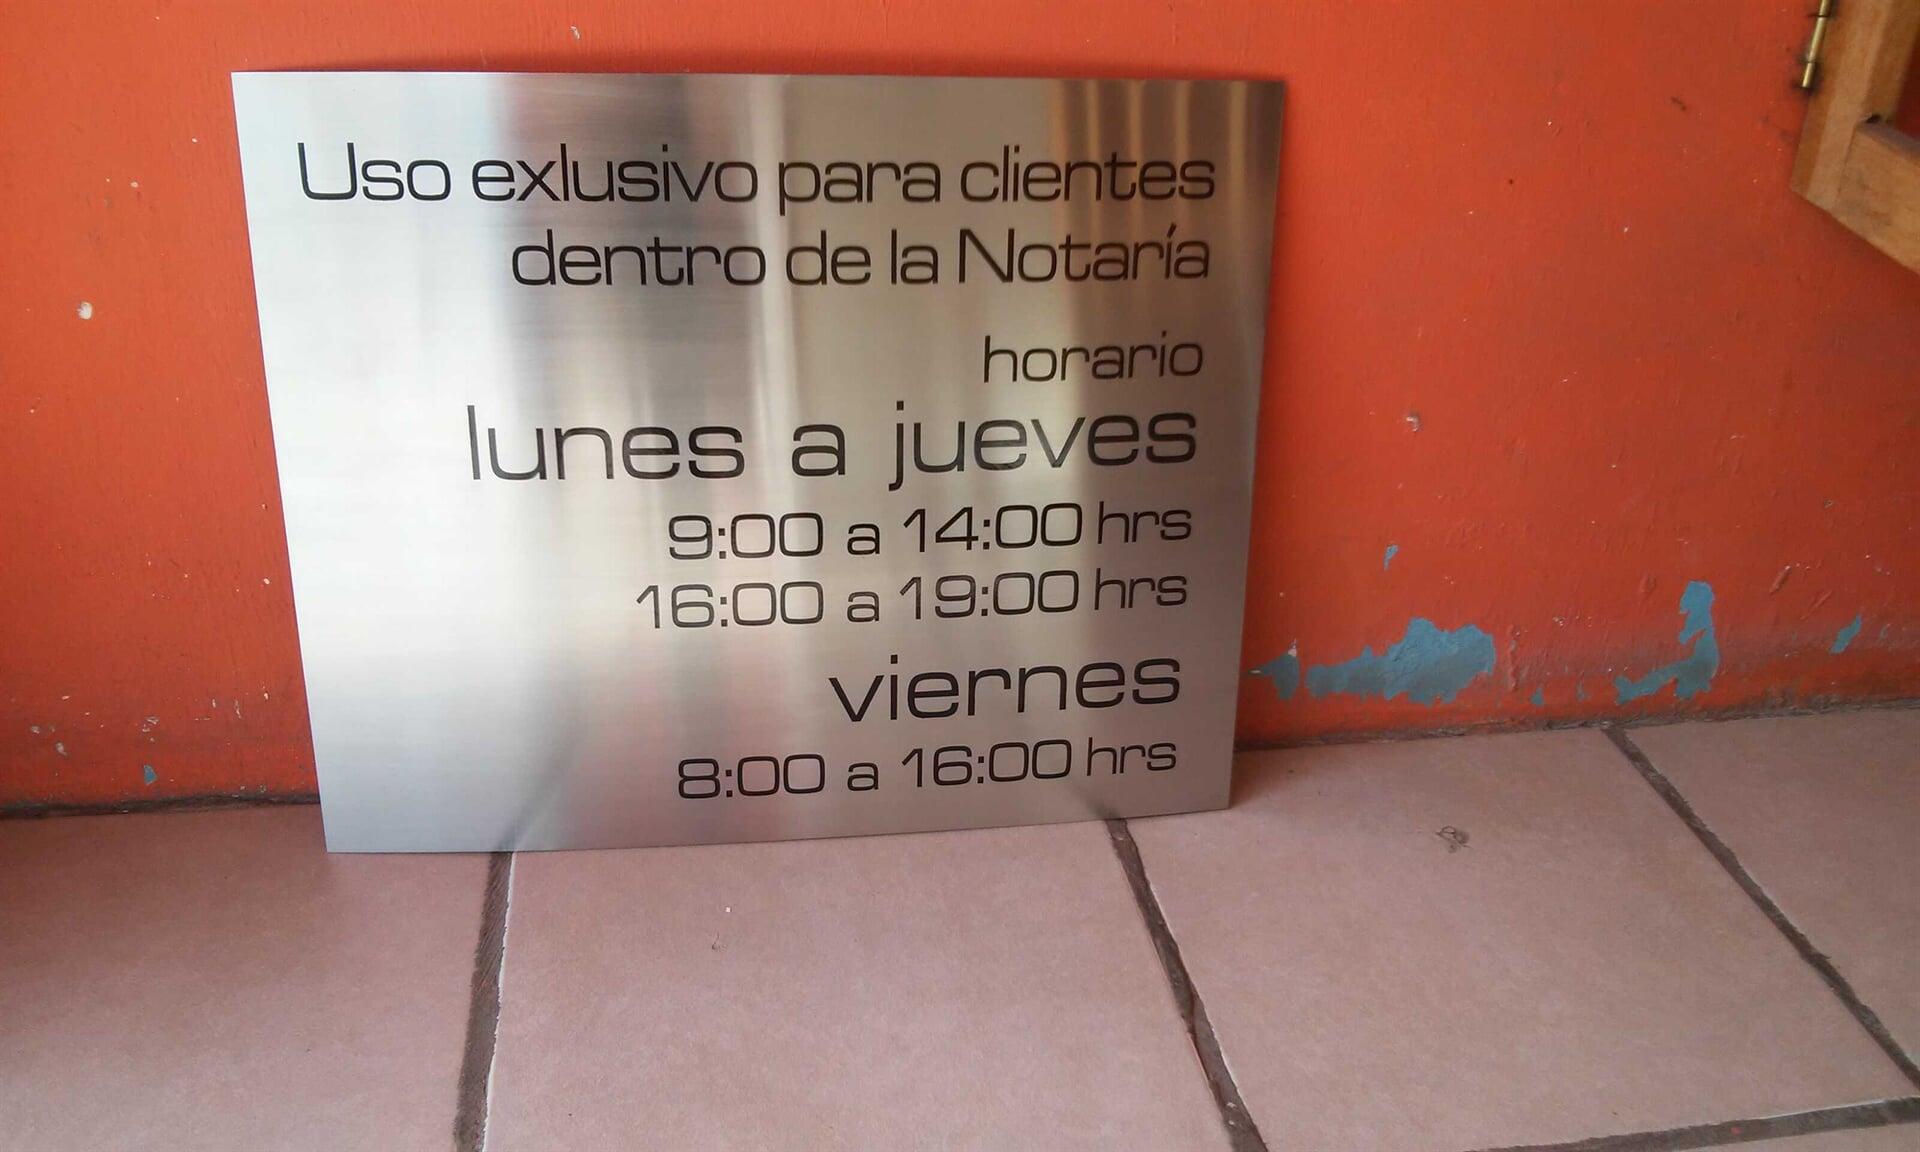 Uso exlusivo para clientes
dentro de la Notaría
horario
lunes a jueves
9:00 a 14:00 hrs
16:00 a 19:00 hrs
viernes
8:00 a 16:00 hrs